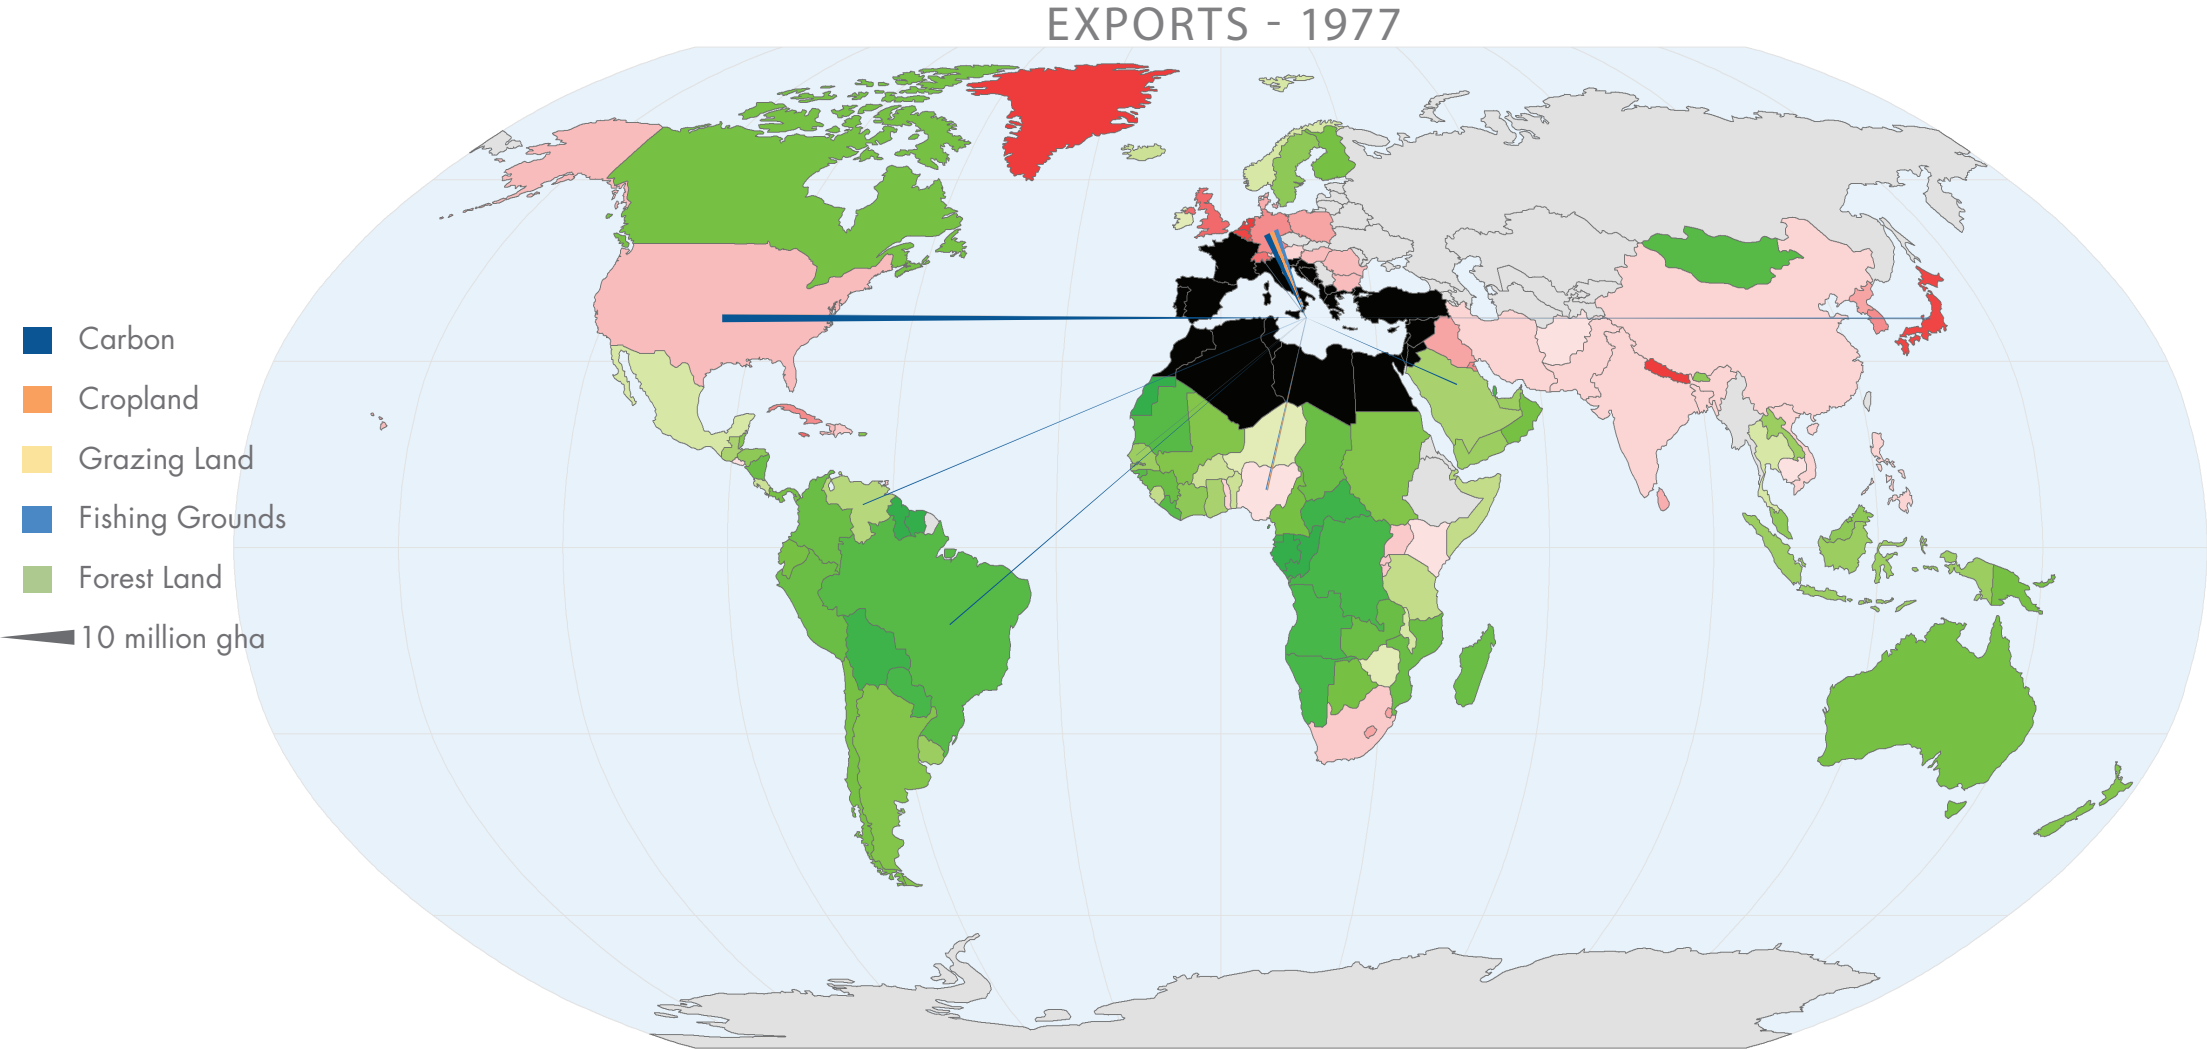 EXPORTS - 1977
Carbon
Cropland
Grazing Land
Fishing Grounds
Forest Land
10 million gha